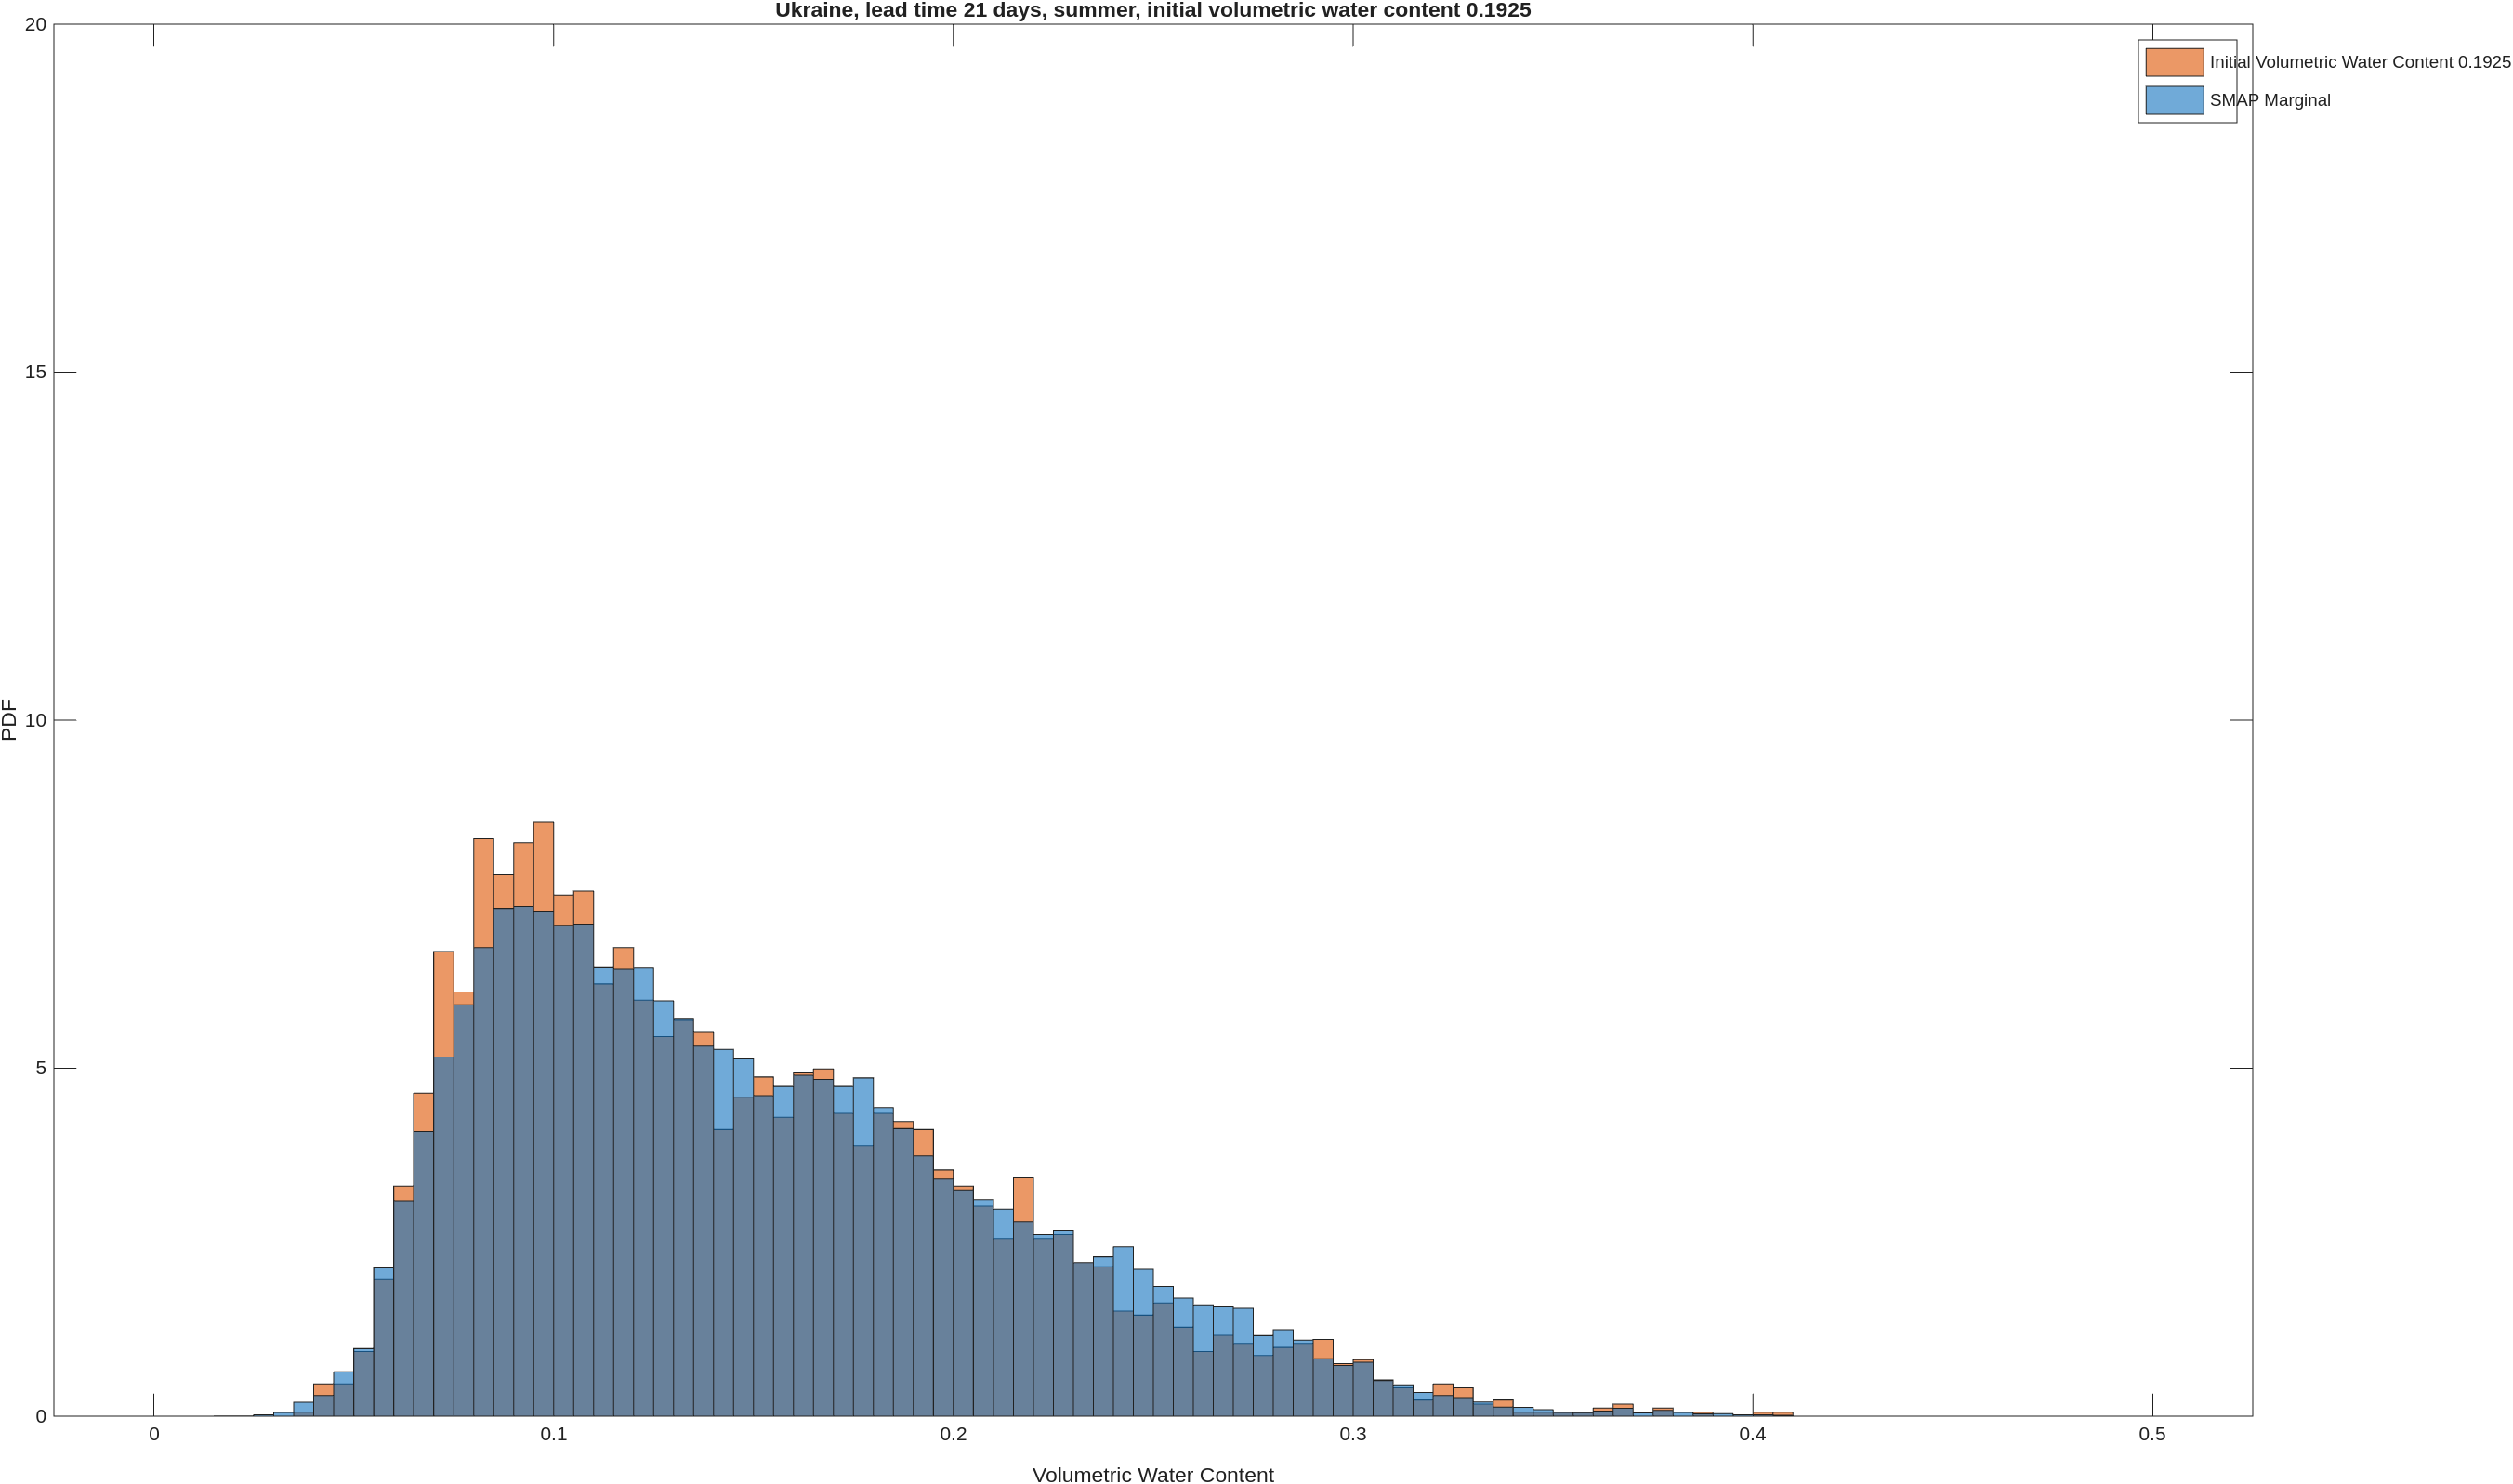 Ukraine, lead time 21 days, summer, initial volumetric water content 0.1925
Initial Volumetric Water Content 0.1925
SMAP Marginal
20
15
10
5
0
PDF
0 0.1 0.2 0.3 0.4 0.5
Volumetric Water Content